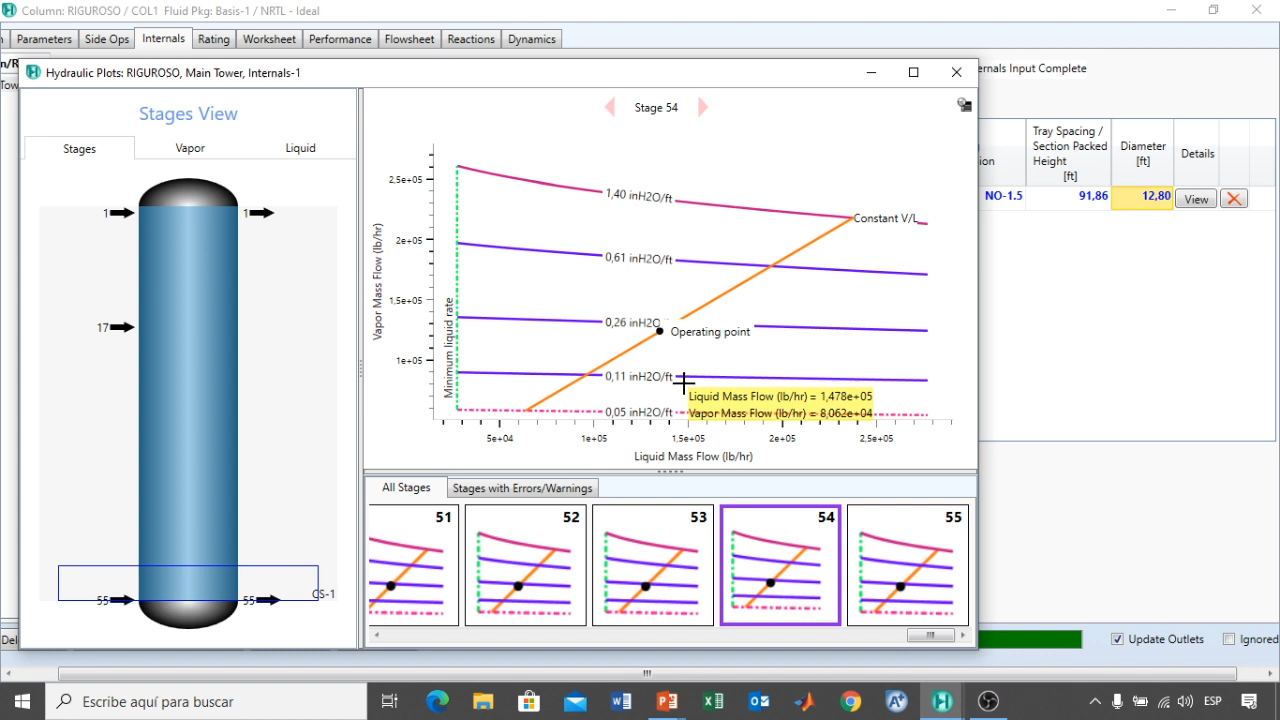 Column: RIGUROSO / COL1 Fluid Pkg: Basis-1 / NRTL - Ideal
Parameters Side Ops Internals Rating Worksheet Performance Flowsheet Reactions Dynamics
Hydraulic Plots: RIGUROSO, Main Tower, Internals-1
ernals Input Complete
Stages View
Stages Vapor Liquid
1 1
17
55 55
CS-1
Stage 54
Vapor Mass Flow (lb/hr)
2,5e+05
2e+05
1,5e+05
1e+05
Minimum liquid rate
1,40 inH2O/ft
Constant V/L
0,61 inH2O/ft
0,26 inH2O
Operating point
0,11 inH2O/ft
0,05 inH2O/ft
Liquid Mass Flow (lb/hr) = 1,478e+05
Vapor Mass Flow (lb/hr) = 8,062e+04
5e+04 1e+05 1,5e+05 2e+05 2,5e+05
Liquid Mass Flow (lb/hr)
All Stages Stages with Errors/Warnings
51 52 53 54 55
ion
Tray Spacing /
Section Packed
Height
[ft]
Diameter
[ft]
Details
NO-1.5 91,86 12,80 View
Update Outlets Ignored
Escribe aquí para buscar
ESP